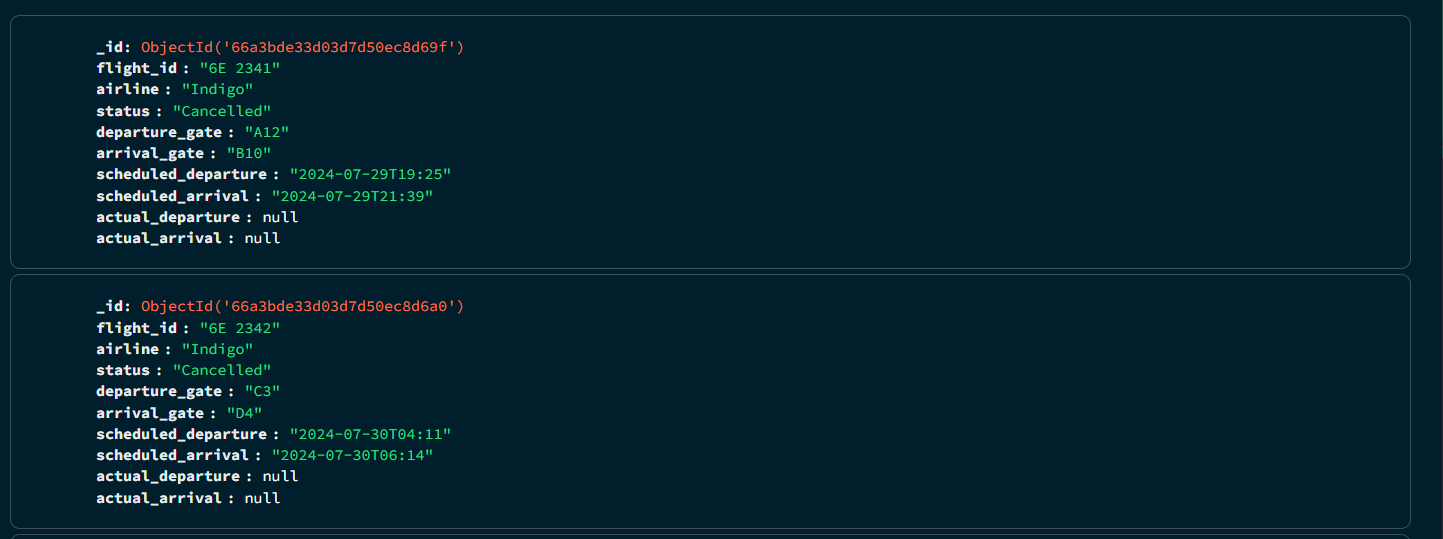 _id: ObjectId('66a3bde33d03d7d50ec8d69f')
flight_id : "6E 2341"
airline : "Indigo"
status : "Cancelled"
departure_gate : "A12"
arrival_gate : "B10"
scheduled_departure : "2024-07-29T19:25"
scheduled_arrival : "2024-07-29T21:39"
actual_departure : null
actual_arrival : null
_id: ObjectId('66a3bde33d03d7d50ec8d6a0')
flight_id : "6E 2342"
airline : "Indigo"
status : "Cancelled"
departure_gate : "C3"
arrival_gate : "D4"
scheduled_departure : "2024-07-30T04:11"
scheduled_arrival : "2024-07-30T06:14"
actual_departure : null
actual_arrival : null